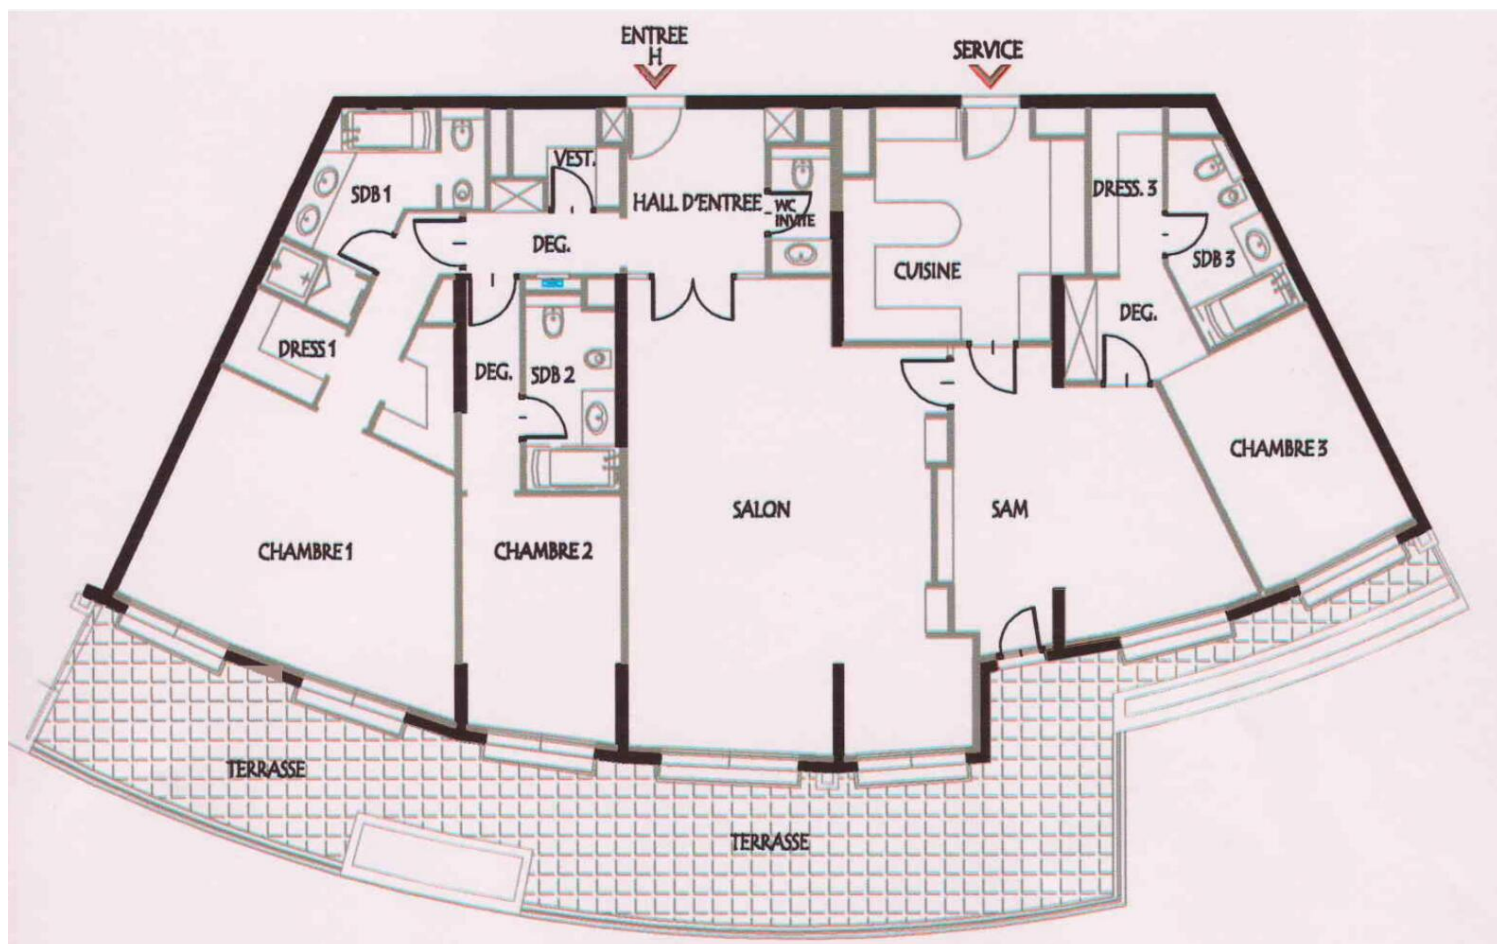 ENTREE
H
SERVICE
VEST.
SDB 1
HALL D'ENTREE
WC
INVITE
DRESS. 3
DEG.
CUISINE
SDB 3
DEG.
DRESS 1
DEG.
SDB 2
CHAMBRE 3
SALON
SAM
CHAMBRE 1
CHAMBRE 2
TERRASSE
TERRASSE